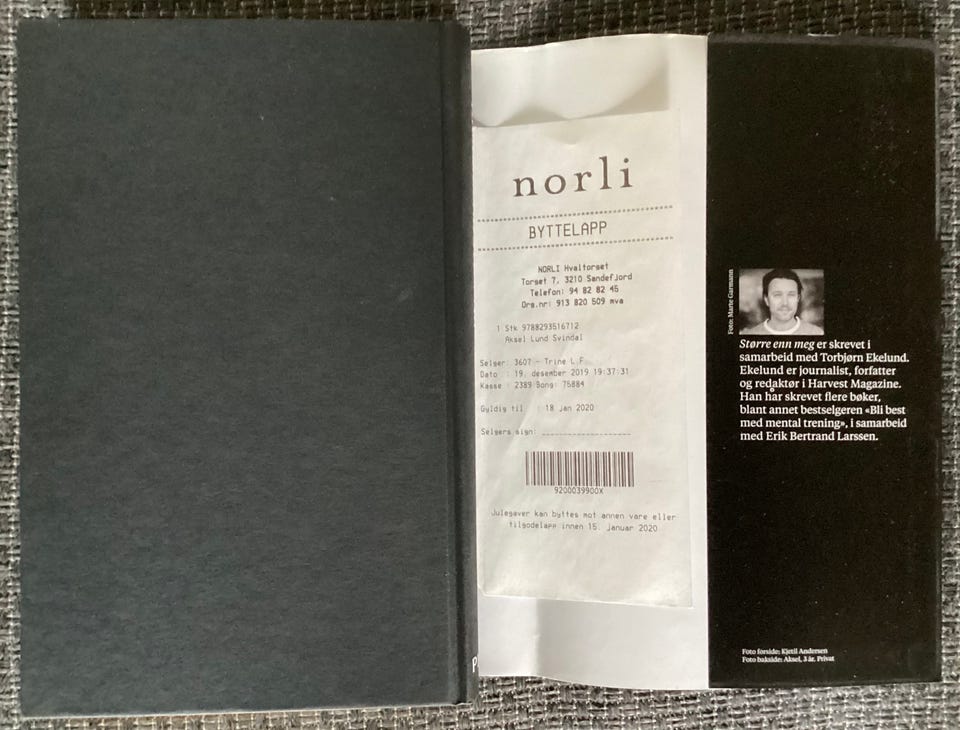 norli
BYTTELAPP
NORLI Hvaltorget
Torget 7, 3210 Sandefjord
Telefon: 94 82 82 45
Org.nr: 913 820 509 mva
1 Stk 9788293516712
Aksel Lund Svindal
Selger: 3607 - Trine L F
Dato : 19. desember 2019 19:37:31
Kasse : 2389 Bong: 75884
Gyldig til : 18 jan 2020
Selgers sign: ________________
9200039900X
Julegaver kan byttes mot annen vare eller
tilgodelapp innen 15. januar 2020
P
Foto: Marte Garmann
Større enn meg er skrevet i
samarbeid med Torbjørn Ekelund.
Ekelund er journalist, forfatter
og redaktør i Harvest Magazine.
Han har skrevet flere bøker,
blant annet bestselgeren «Bli best
med mental trening», i samarbeid
med Erik Bertrand Larssen.
Foto forside: Kjetil Andersen
Foto bakside: Aksel, 3 år. Privat